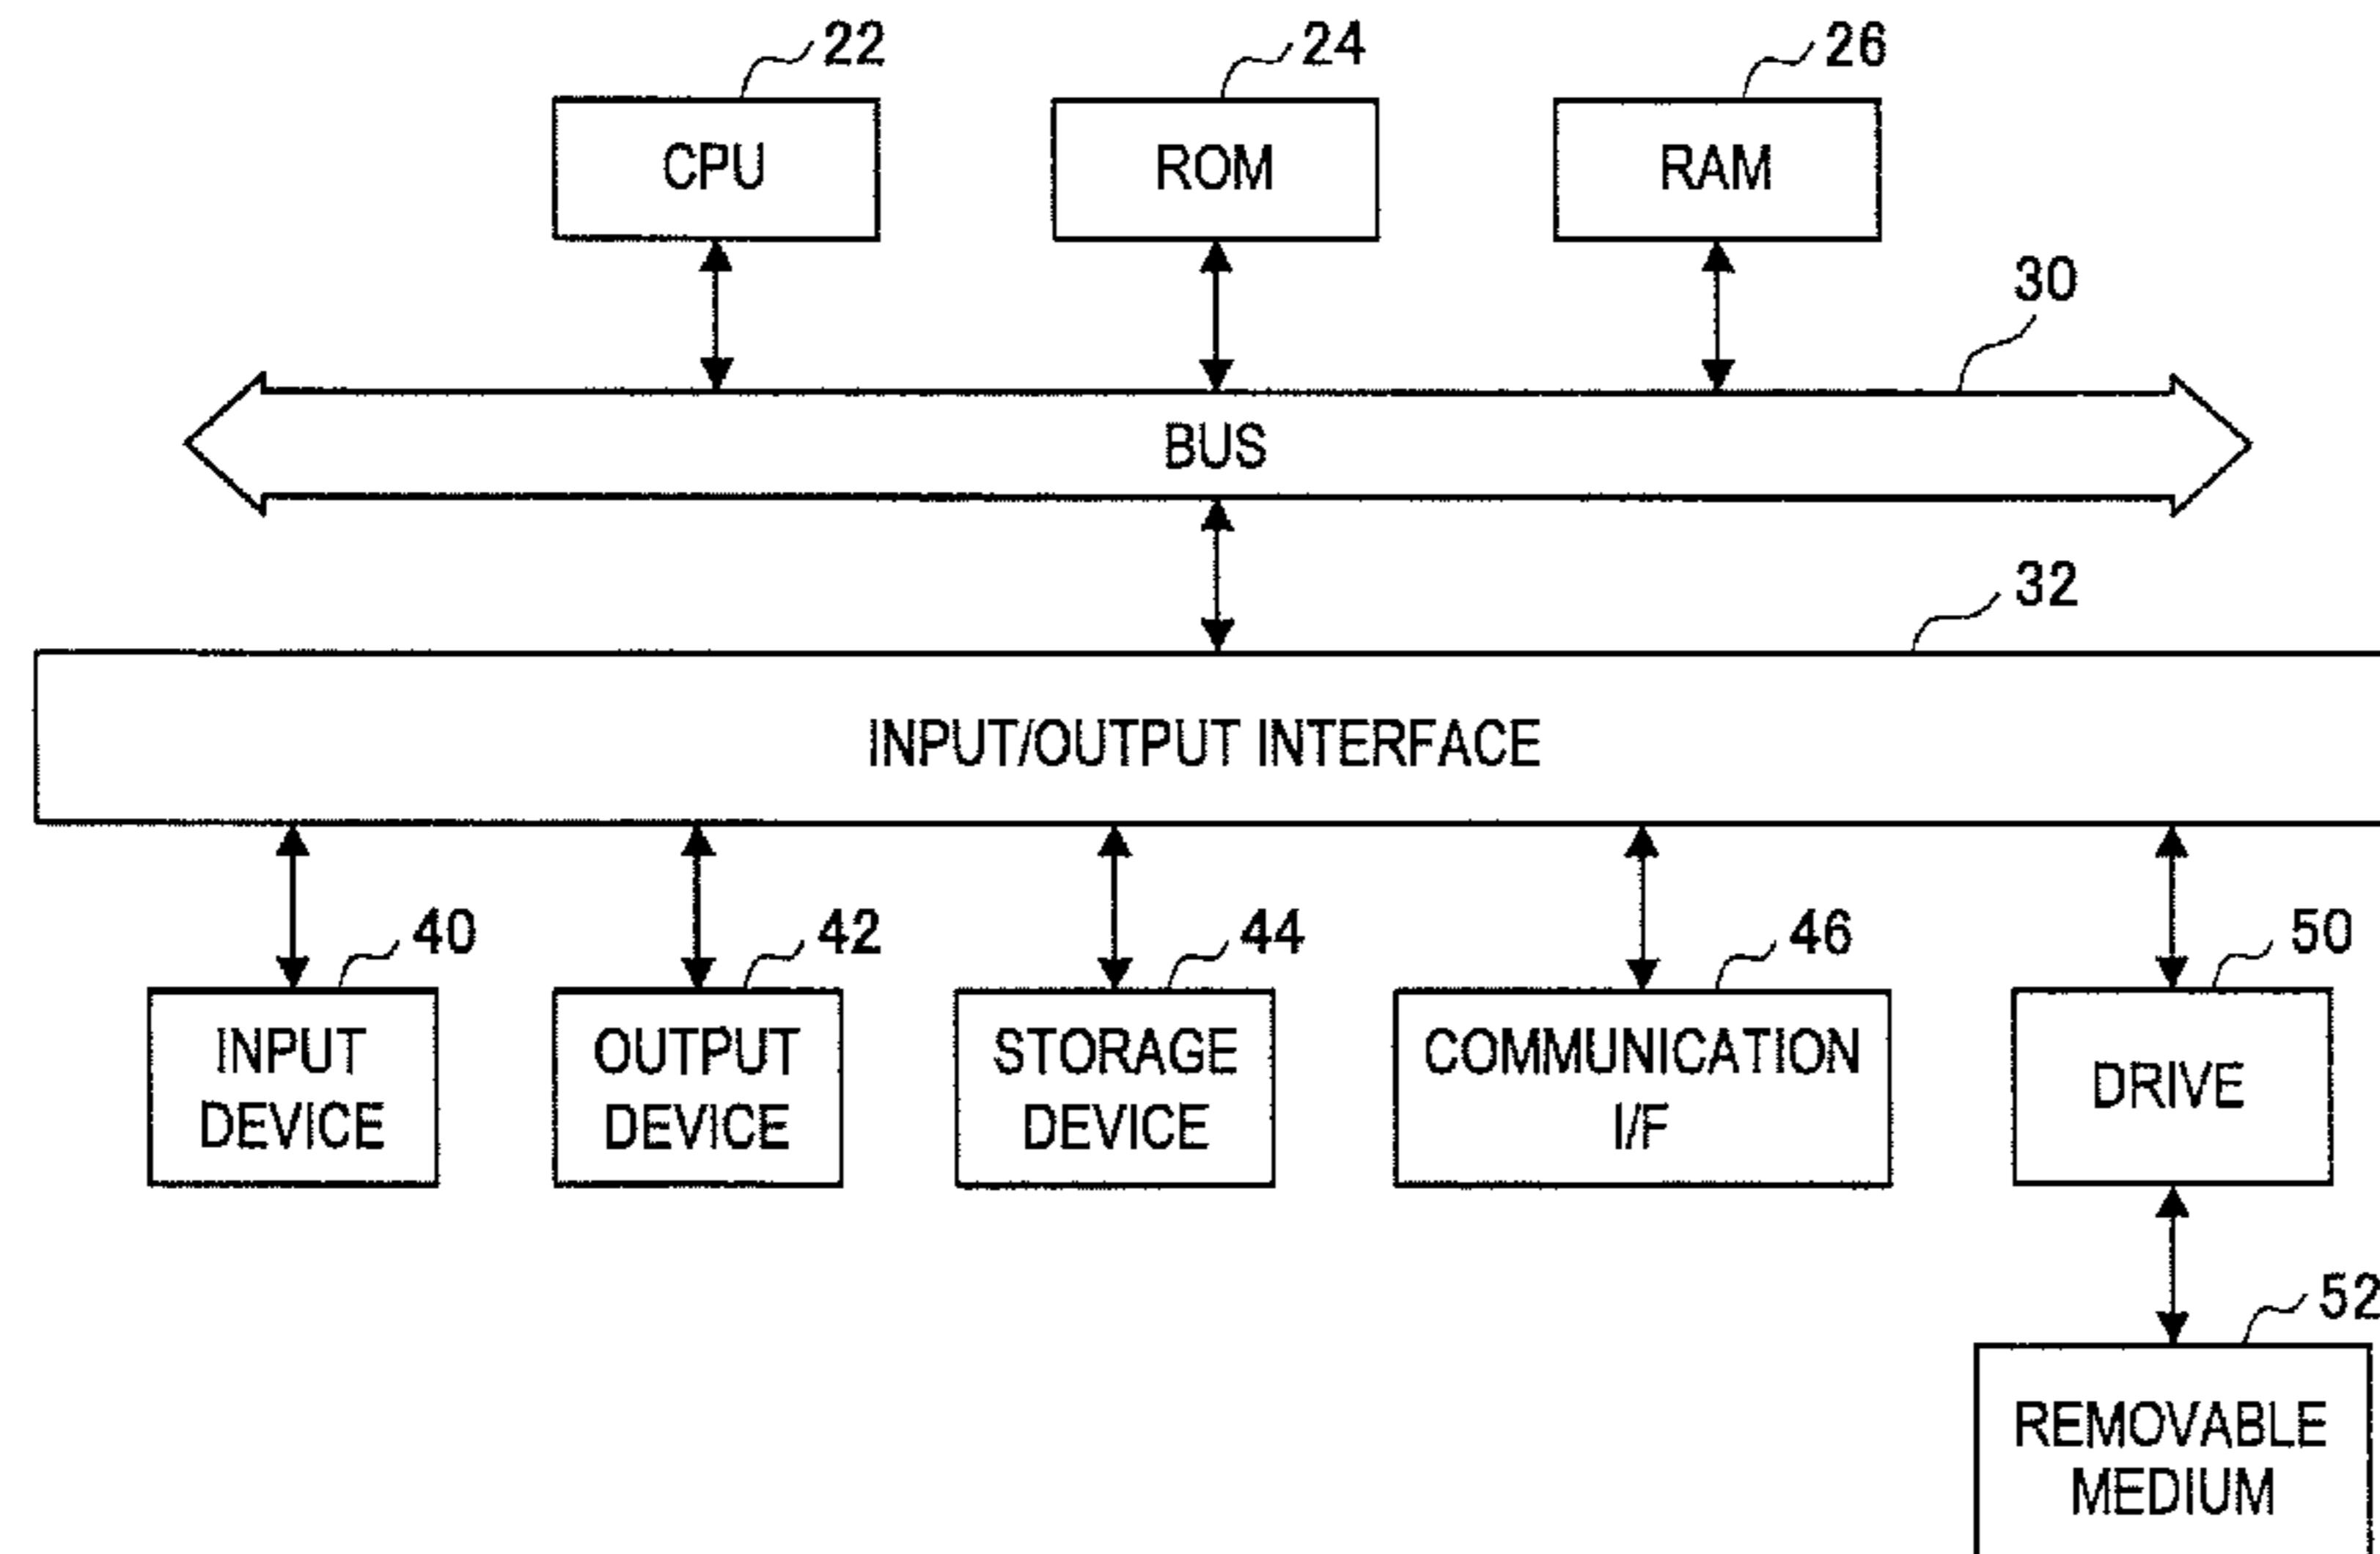 22
24
26
CPU
ROM
RAM
30
BUS
32
INPUT/OUTPUT INTERFACE
40
42
44
46
50
INPUT
DEVICE
OUTPUT
DEVICE
STORAGE
DEVICE
COMMUNICATION
I/F
DRIVE
52
REMOVABLE
MEDIUM